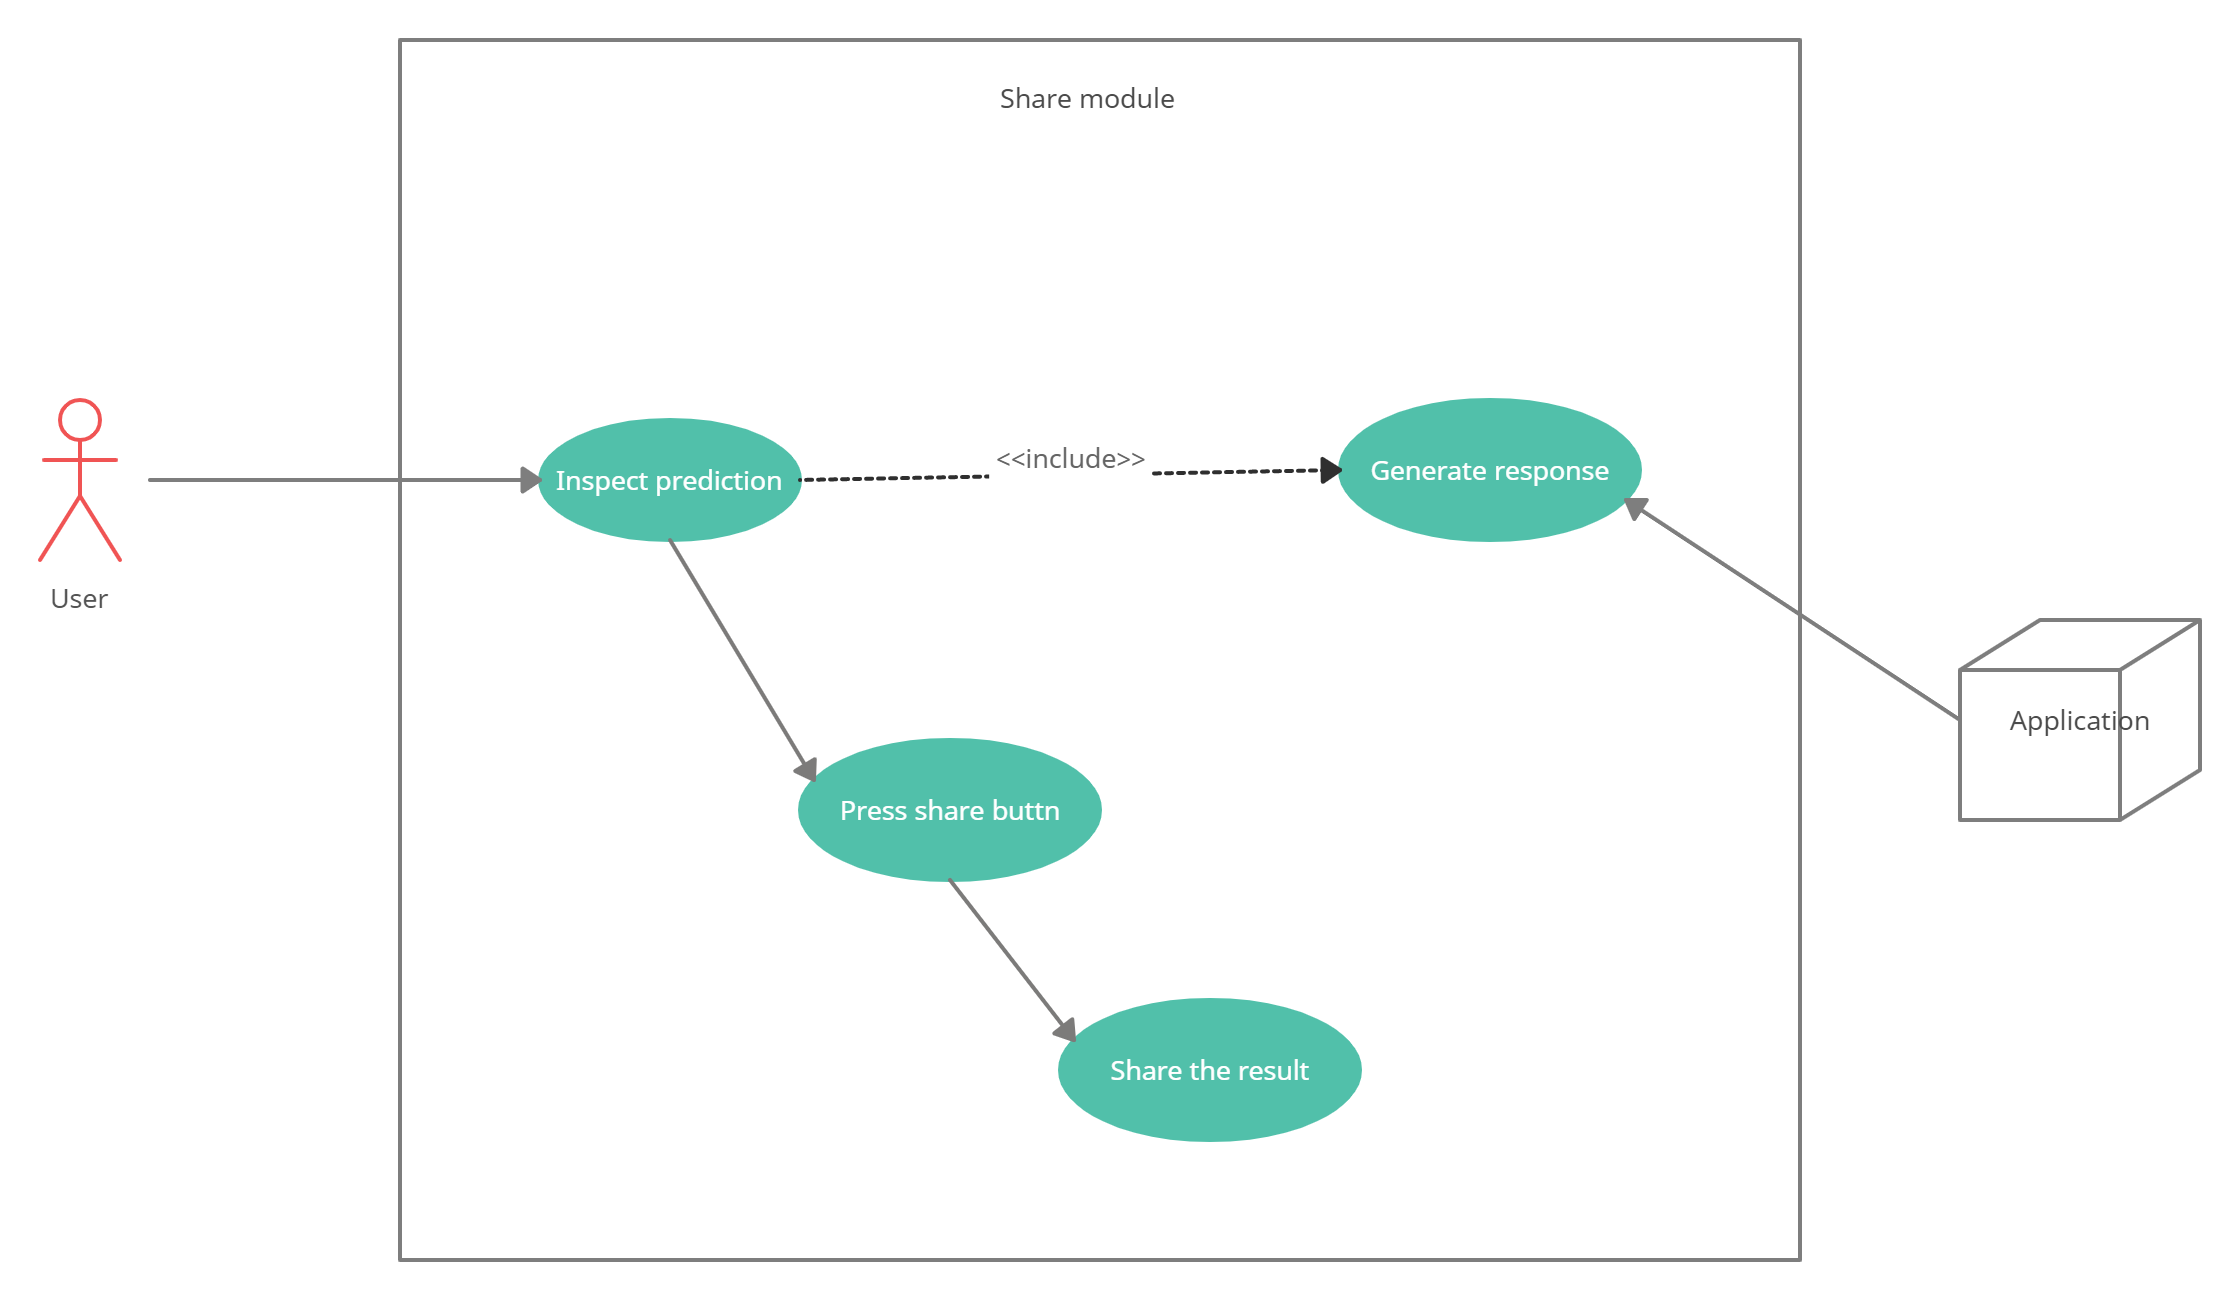 Share module
Inspect prediction
<<include>>
Generate response
User
Application
Press share buttn
Share the result